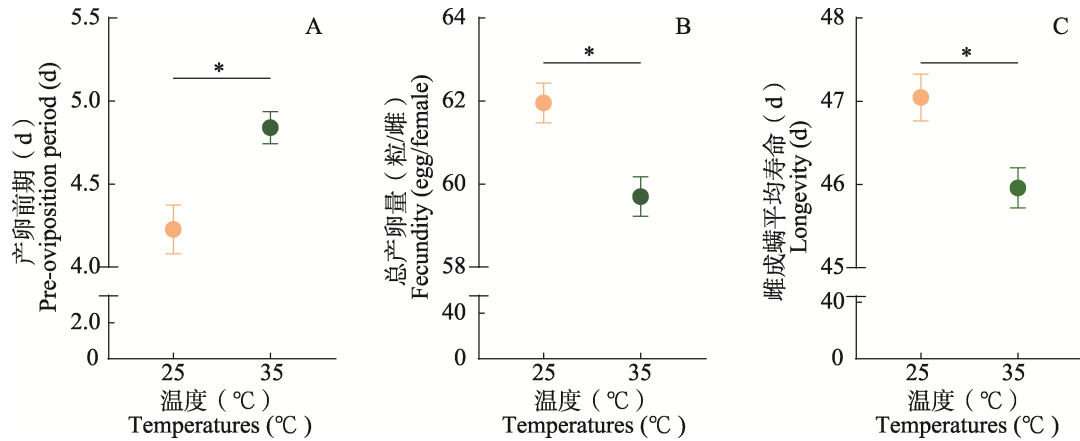 A
产卵前期（d）
Pre-oviposition period (d)
5.5
5.0
4.5
4.0
2.0
0
*
25
35
温度（℃）
Temperatures (℃)
B
总产卵量（粒/雌）
Fecundity (egg/female)
64
62
60
58
40
0
*
25
35
温度（℃）
Temperatures (℃)
C
雌成螨平均寿命（d）
Longevity (d)
47
46
45
40
0
*
25
35
温度（℃）
Temperatures (℃)